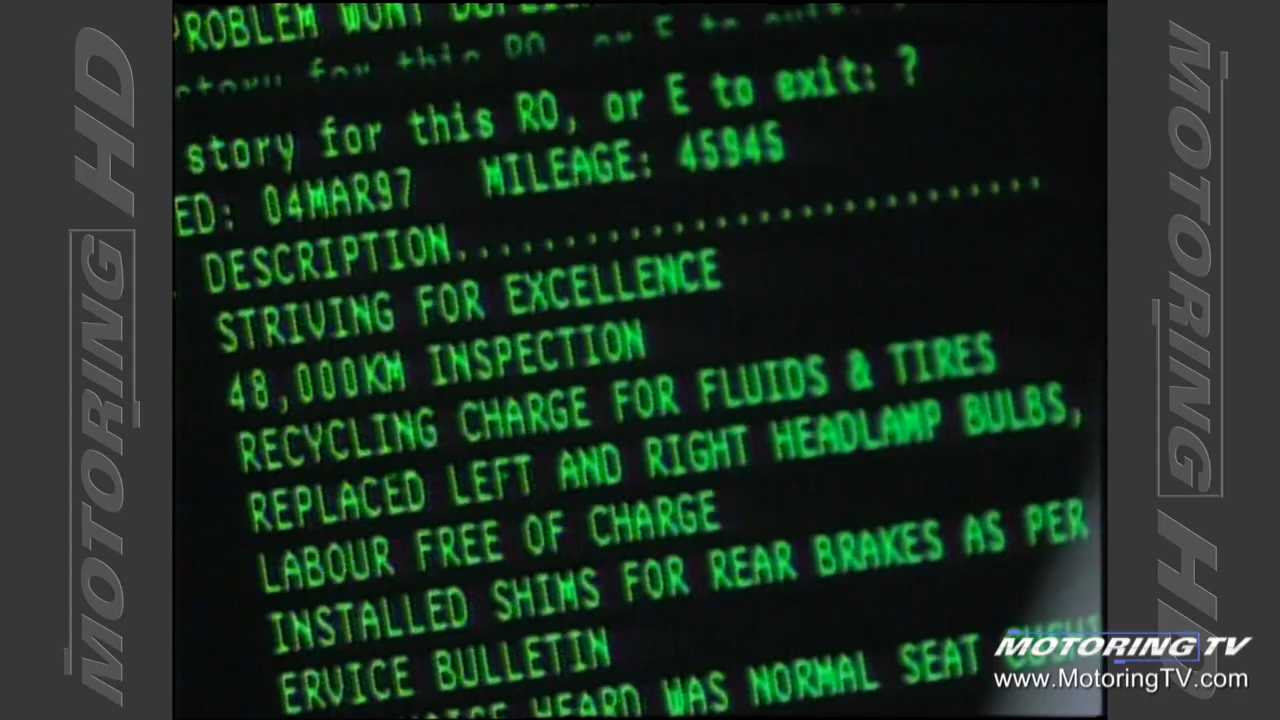 PROBLEM WONT
story for this RO, or E to exit: ?
ED: 04MAR97 MILEAGE: 45945
DESCRIPTION......................................
STRIVING FOR EXCELLENCE
48,000KM INSPECTION
RECYCLING CHARGE FOR FLUIDS & TIRES
REPLACED LEFT AND RIGHT HEADLAMP BULBS,
LABOUR FREE OF CHARGE
INSTALLED SHIMS FOR REAR BRAKES AS PER
ERVICE BULLETIN
HEARD WAS NORMAL SEAT
MOTORING HD
MOTORING HD
MOTORING TV
www.MotoringTV.com